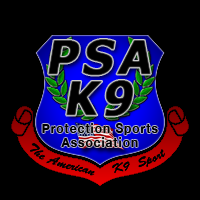 PSA
K9
Protection Sports
Association
The American K9 Sport